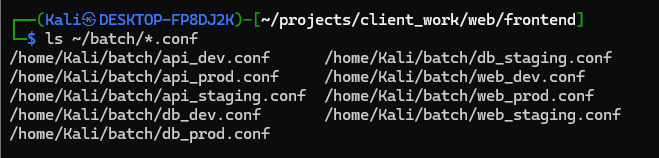 ┌──(Kali㉿DESKTOP-FP8DJ2K)-[~/projects/client_work/web/frontend]
└─$ ls ~/batch/*.conf
/home/Kali/batch/api_dev.conf      /home/Kali/batch/db_staging.conf
/home/Kali/batch/api_prod.conf     /home/Kali/batch/web_dev.conf
/home/Kali/batch/api_staging.conf  /home/Kali/batch/web_prod.conf
/home/Kali/batch/db_dev.conf       /home/Kali/batch/web_staging.conf
/home/Kali/batch/db_prod.conf